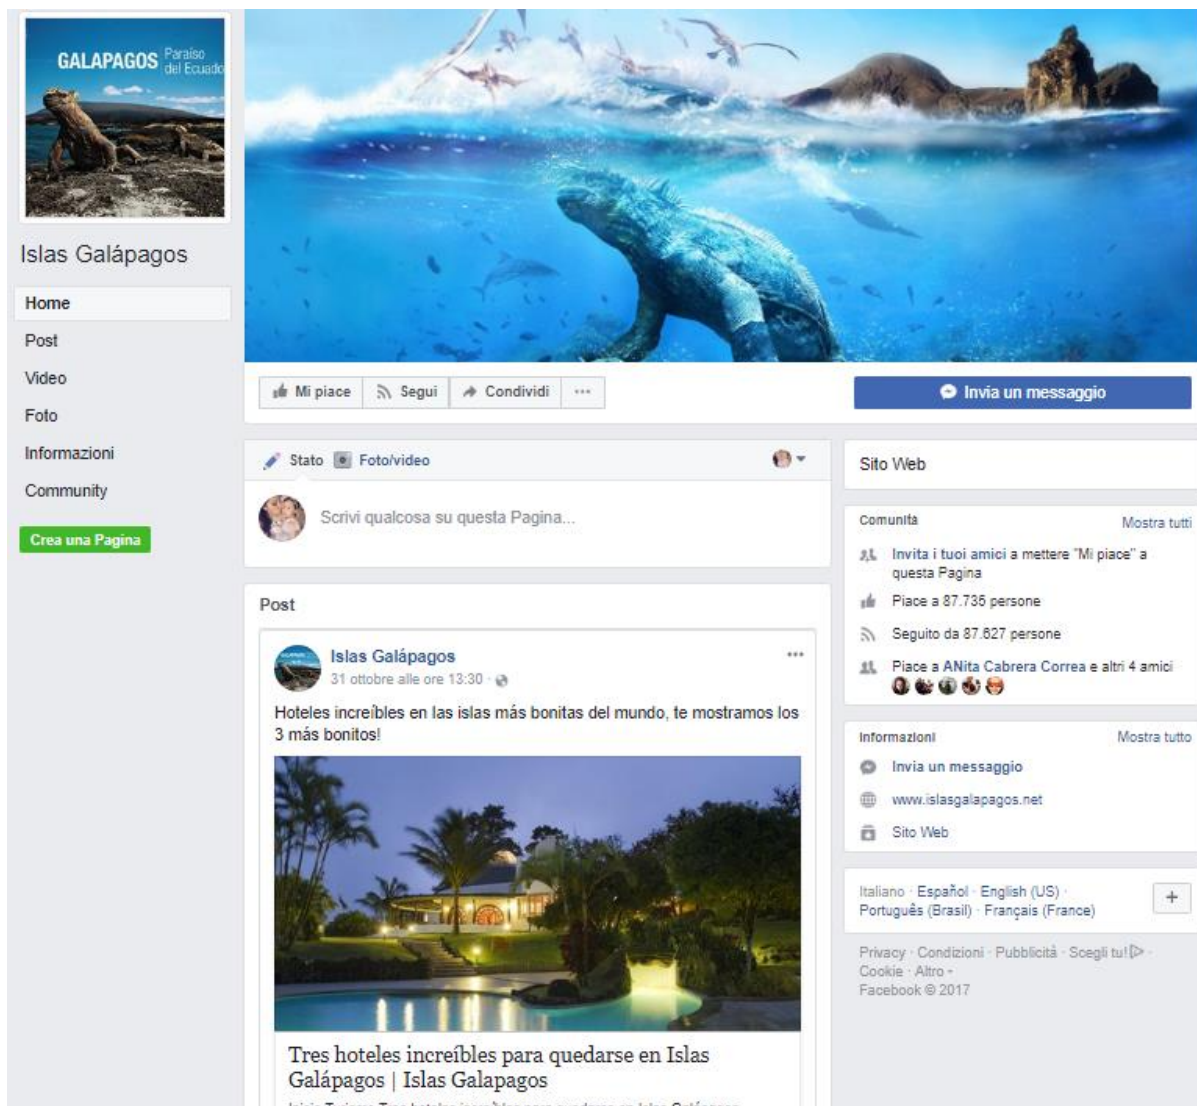 GALAPAGOS Paraíso
del Ecuado
Islas Galápagos
Home
Post
Video
Foto
Informazioni
Community
Crea una Pagina
Mi piace Segui Condividi ...
Invia un messaggio
Stato Foto/video
Scrivi qualcosa su questa Pagina...
Post
Islas Galápagos
31 ottobre alle ore 13:30 ·
Hoteles increíbles en las islas más bonitas del mundo, te mostramos los
3 más bonitos!
Tres hoteles increíbles para quedarse en Islas
Galápagos | Islas Galapagos
Sito Web
Comunità Mostra tutti
Invita i tuoi amici a mettere "Mi piace" a
questa Pagina
Piace a 87.735 persone
Seguito da 87.627 persone
Piace a ANita Cabrera Correa e altri 4 amici
Informazioni Mostra tutto
Invia un messaggio
www.islasgalapagos.net
Sito Web
Italiano · Español · English (US) ·
Português (Brasil) · Français (France)
+
Privacy · Condizioni · Pubblicità · Scegli tu! ·
Cookie · Altro
Facebook © 2017